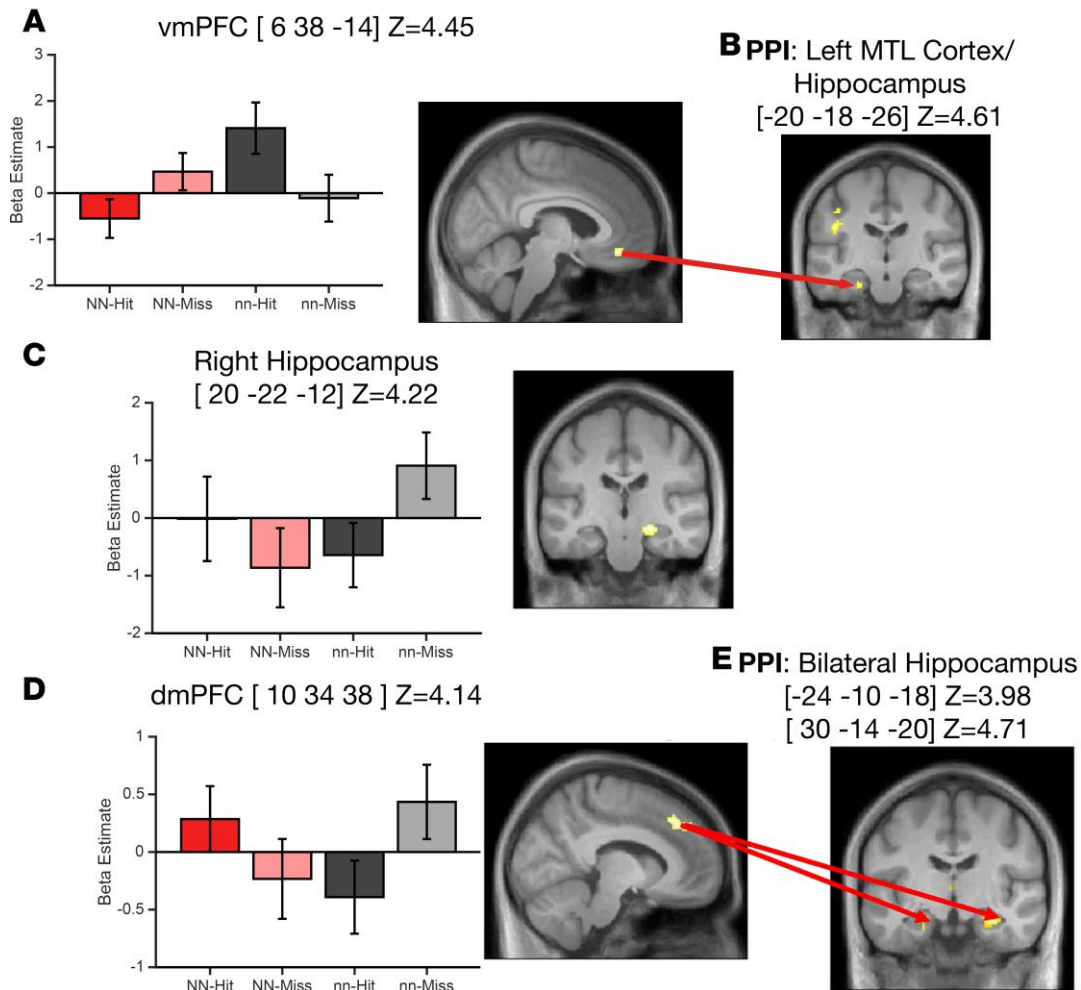 A
vmPFC [ 6 38 -14] Z=4.45
3
2
1
0
-1
-2
Beta Estimate
NN-Hit NN-Miss nn-Hit nn-Miss
B PPI: Left MTL Cortex/
Hippocampus
[-20 -18 -26] Z=4.61
C
Right Hippocampus
[ 20 -22 -12] Z=4.22
2
1
0
-1
-2
Beta Estimate
NN-Hit NN-Miss nn-Hit nn-Miss
D
dmPFC [ 10 34 38 ] Z=4.14
1
0.5
0
-0.5
-1
Beta Estimate
NN-Hit NN-Miss nn-Hit nn-Miss
E PPI: Bilateral Hippocampus
[-24 -10 -18] Z=3.98
[ 30 -14 -20] Z=4.71